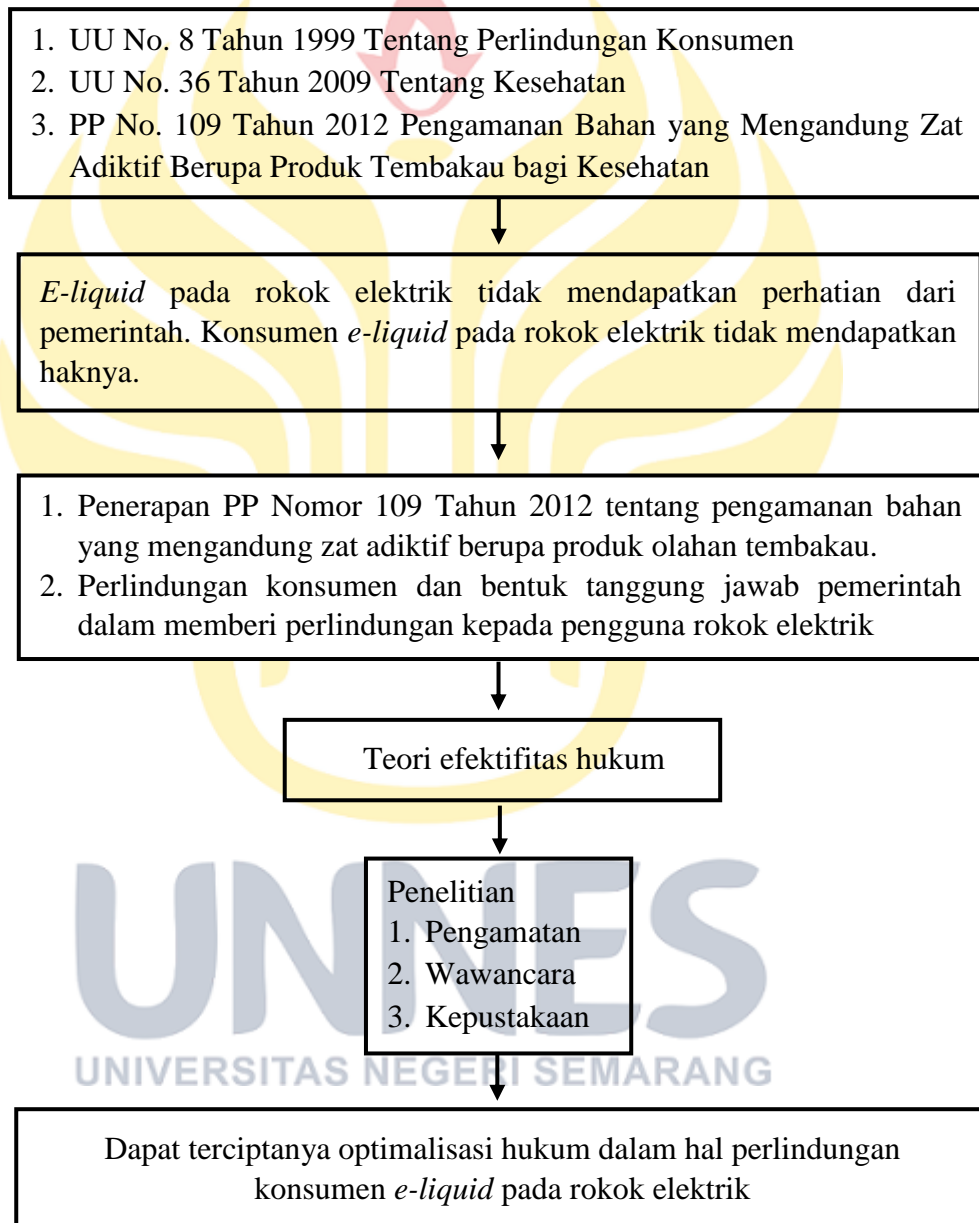 1. UU No. 8 Tahun 1999 Tentang Perlindungan Konsumen
2. UU No. 36 Tahun 2009 Tentang Kesehatan
3. PP No. 109 Tahun 2012 Pengamanan Bahan yang Mengandung Zat
Adiktif Berupa Produk Tembakau bagi Kesehatan
E-liquid pada rokok elektrik tidak mendapatkan perhatian dari
pemerintah. Konsumen e-liquid pada rokok elektrik tidak mendapatkan
haknya.
1. Penerapan PP Nomor 109 Tahun 2012 tentang pengamanan bahan
yang mengandung zat adiktif berupa produk olahan tembakau.
2. Perlindungan konsumen dan bentuk tanggung jawab pemerintah
dalam memberi perlindungan kepada pengguna rokok elektrik
Teori efektifitas hukum
Penelitian
1. Pengamatan
2. Wawancara
3. Kepustakaan
UNNES
UNIVERSITAS NEGERI SEMARANG
Dapat terciptanya optimalisasi hukum dalam hal perlindungan
konsumen e-liquid pada rokok elektrik